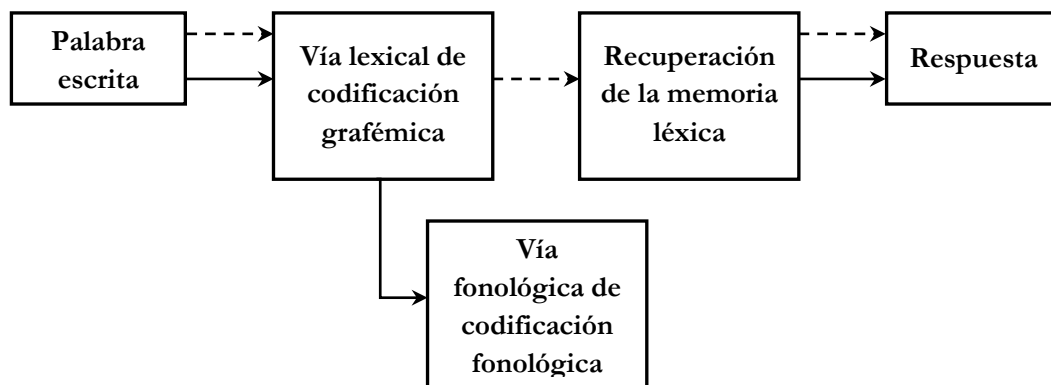 Palabra
escrita
Vía lexical de
codificación
grafémica
Recuperación
de la memoria
léxica
Respuesta
Vía
fonológica de
codificación
fonológica